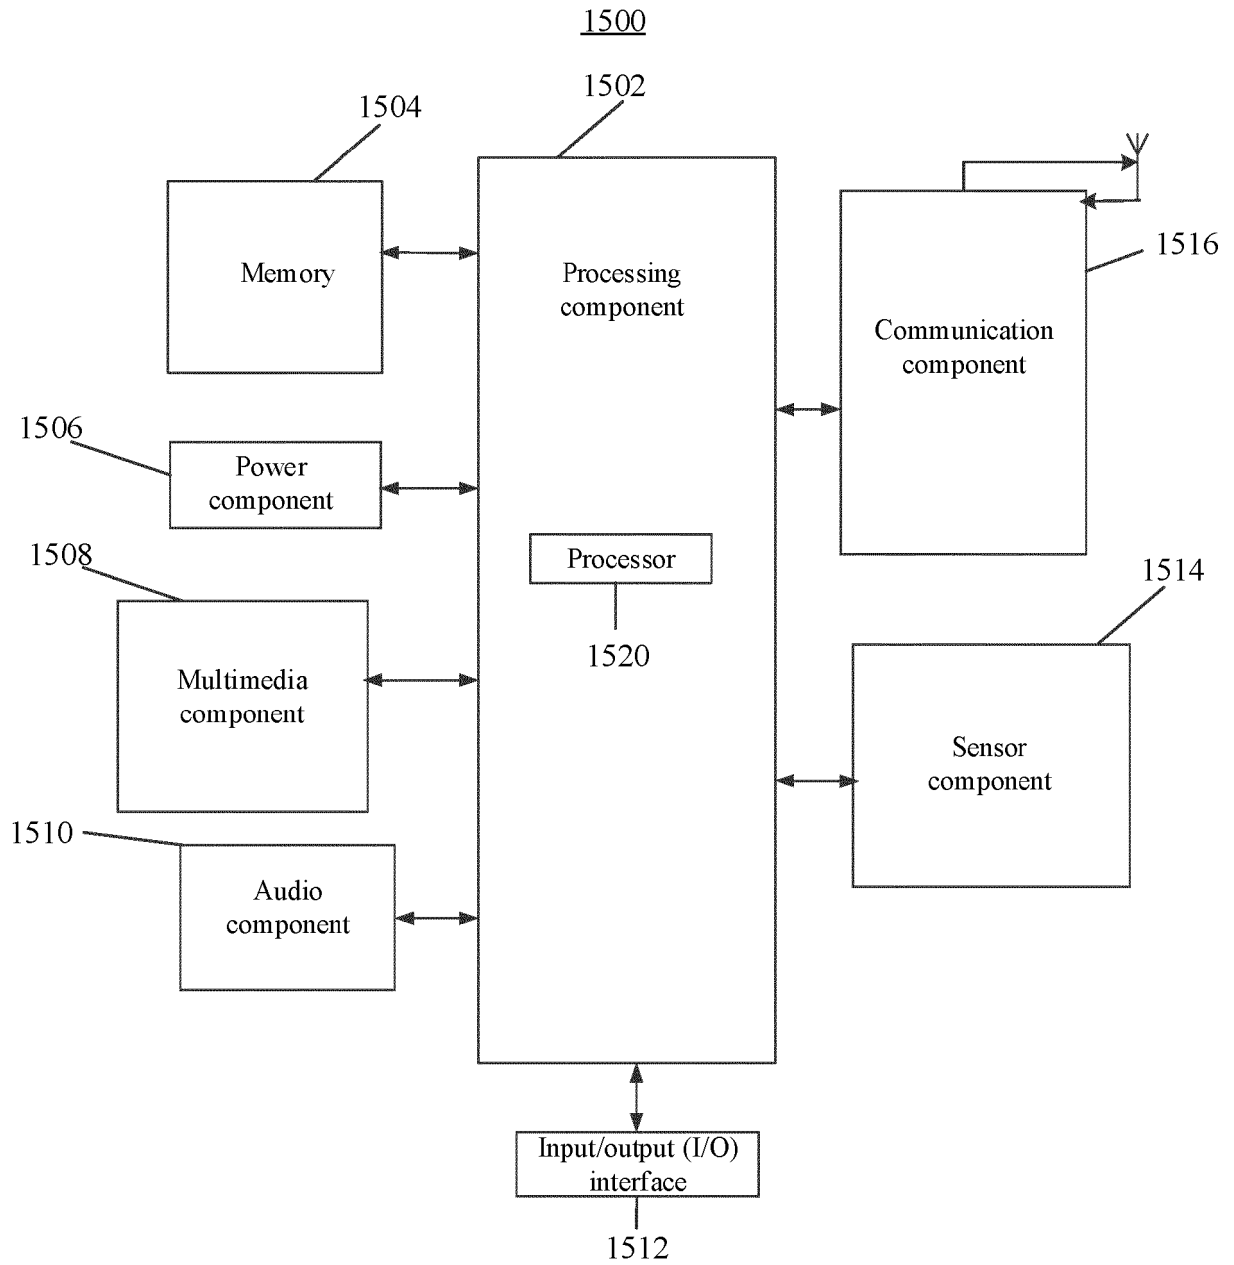 1500
1502
1504
Memory
Processing
component
1516
Communication
component
1506
Power
component
1508
Processor
1520
1514
Multimedia
component
Sensor
component
1510
Audio
component
Input/output (I/O)
interface
1512